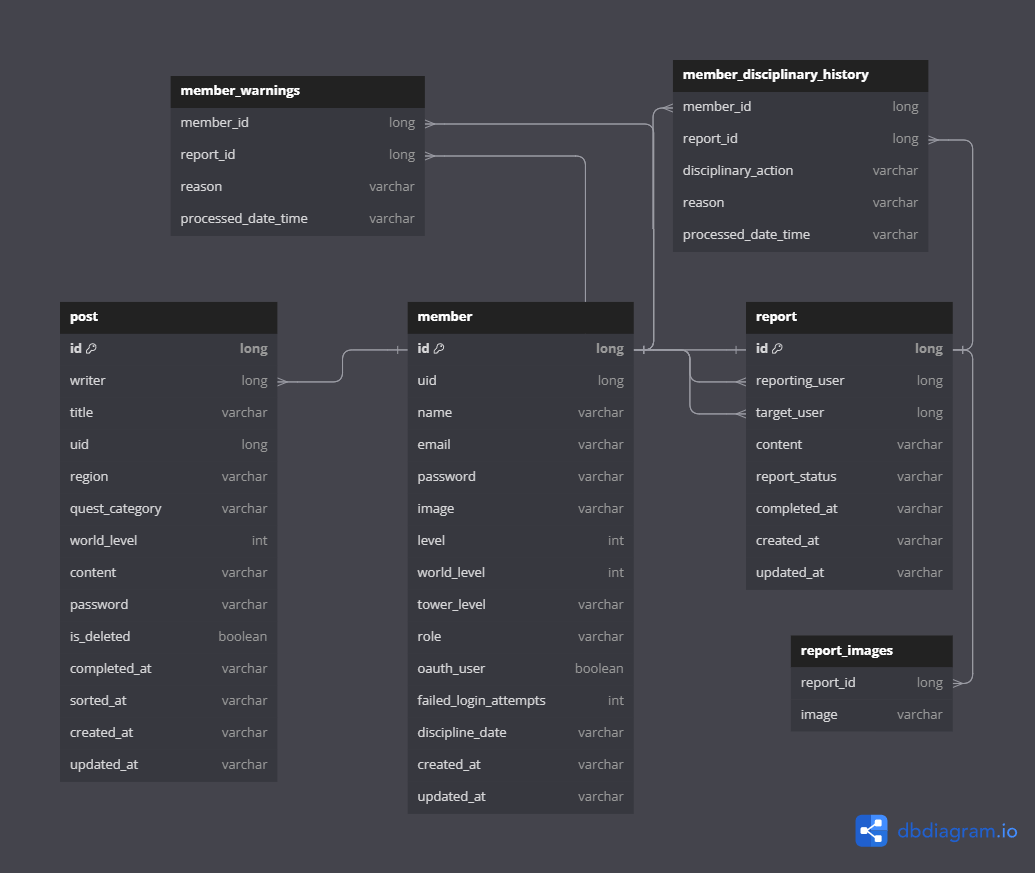 member_warnings
member_id long
report_id long
reason varchar
processed_date_time varchar
member_disciplinary_history
member_id long
report_id long
disciplinary_action varchar
reason varchar
processed_date_time varchar
post
id long
writer long
title varchar
uid long
region varchar
quest_category varchar
world_level int
content varchar
password varchar
is_deleted boolean
completed_at varchar
sorted_at varchar
created_at varchar
updated_at varchar
member
id long
uid long
name varchar
email varchar
password varchar
image varchar
level int
world_level int
tower_level varchar
role varchar
oauth_user boolean
failed_login_attempts int
discipline_date varchar
created_at varchar
updated_at varchar
report
id long
reporting_user long
target_user long
content varchar
report_status varchar
completed_at varchar
created_at varchar
updated_at varchar
report_images
report_id long
image varchar
dbdiagram.io